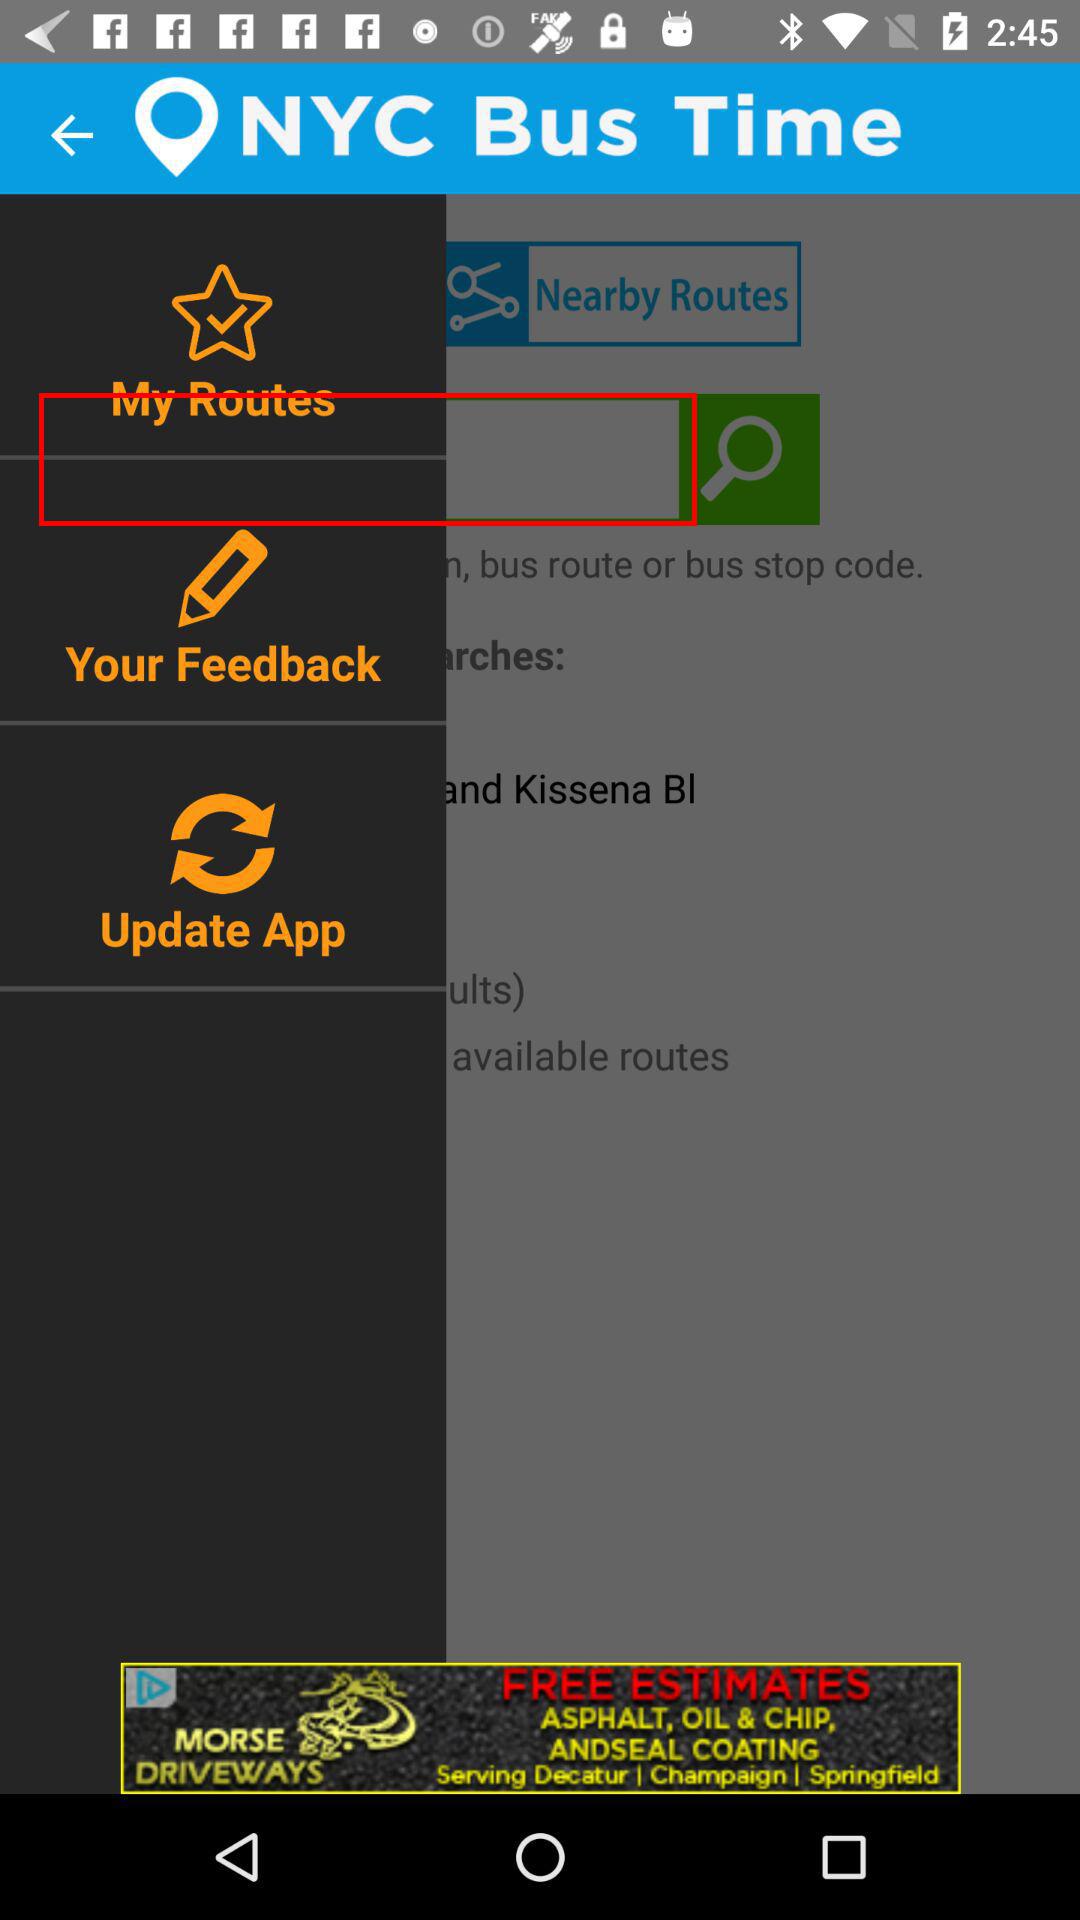 FAKE
2:45
NYC Bus Time
Nearby Routes
My Routes
, bus route or bus stop code.
Your Feedback
arches:
and Kissena Bl
Update App
ults)
available routes
FREE ESTIMATES
ASPHALT, OIL & CHIP,
ANDSEAL COATING
MORSE
DRIVEWAYS
Serving Decatur | Champaign | Springfield